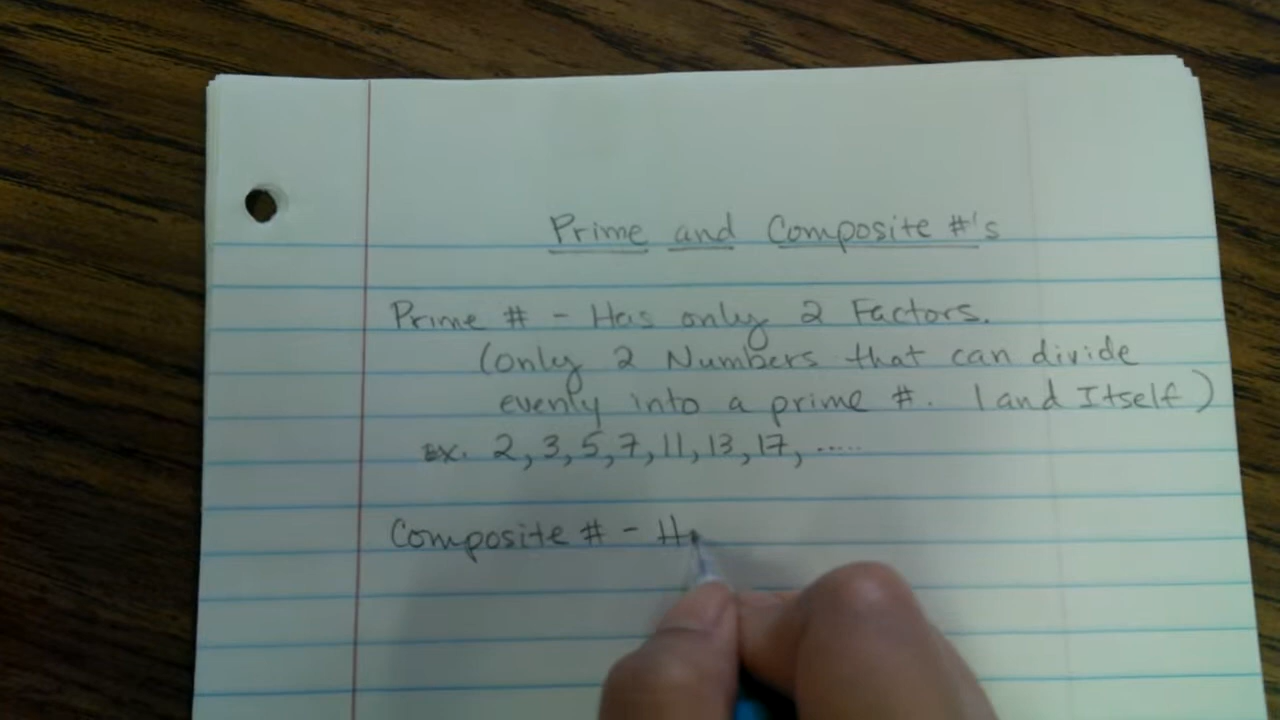 Prime and Composite #'s
Prime # - Has only 2 Factors.
(only 2 Numbers that can divide
evenly into a prime #. 1 and Itself)
Ex. 2, 3, 5, 7, 11, 13, 17, .....
Composite # - H